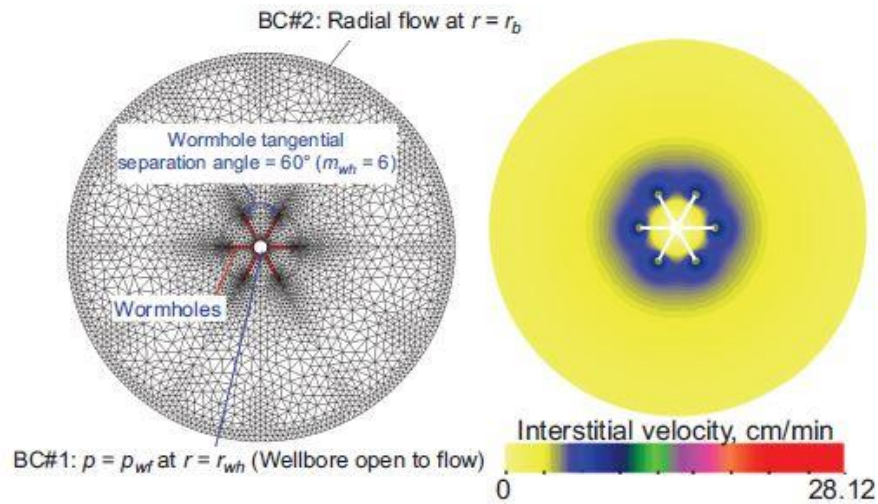 BC#2: Radial flow at r = rb
Wormhole tangential
separation angle = 60° (mwh = 6)
Wormholes
BC#1: p = pwf at r = rwh (Wellbore open to flow)
Interstitial velocity, cm/min
0 28.12